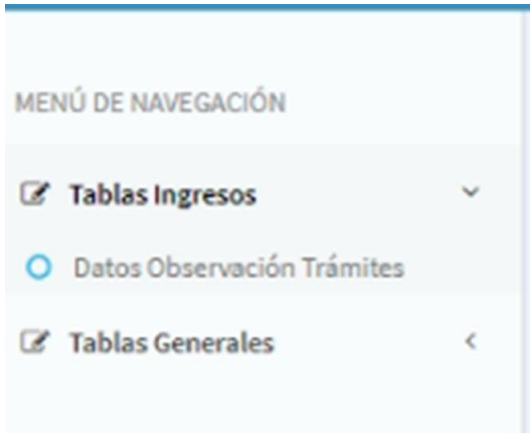 MENÚ DE NAVEGACIÓN
Tablas Ingresos
Datos Observación Trámites
Tablas Generales